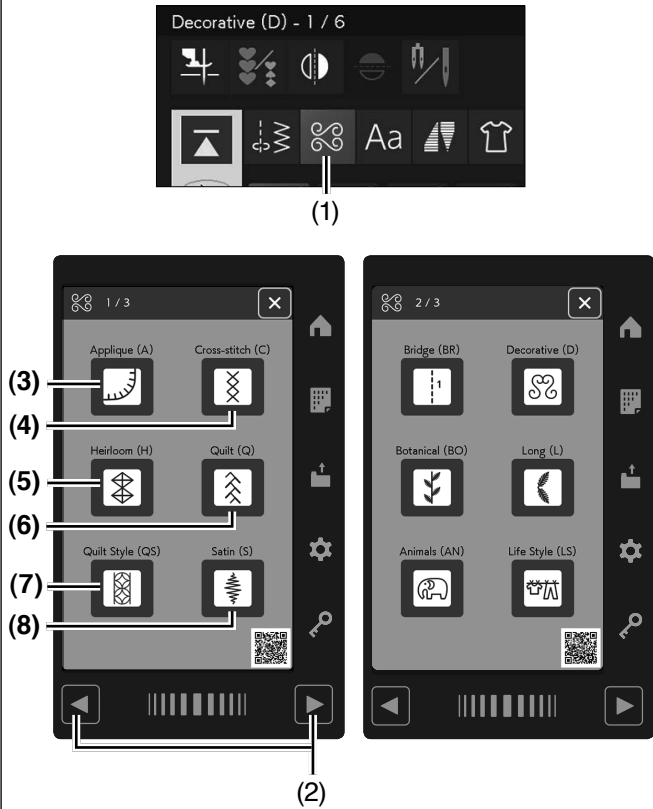 Decorative (D) - 1 / 6
Aa
(1)
1 / 3
Applique (A) Cross-stitch (C)
(3)
(4)
Heirloom (H) Quilt (Q)
(5)
(6)
Quilt Style (QS) Satin (S)
(7)
(8)
(2)
2 / 3
Bridge (BR) Decorative (D)
1
Botanical (BO) Long (L)
Animals (AN) Life Style (LS)